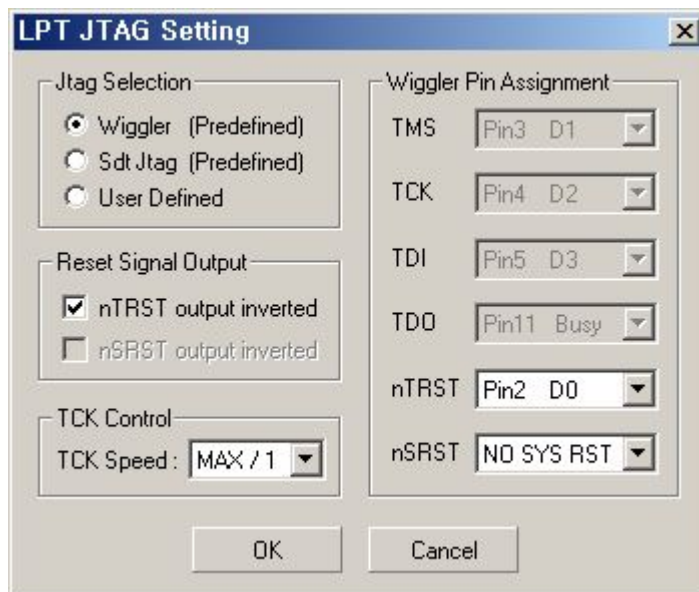 LPT JTAG Setting
Jtag Selection
Wiggler (Predefined)
Sdt Jtag (Predefined)
User Defined
Reset Signal Output
nTRST output inverted
nSRST output inverted
TCK Control
TCK Speed : MAX / 1
Wiggler Pin Assignment
TMS Pin3 D1
TCK Pin4 D2
TDI Pin5 D3
TDO Pin11 Busy
nTRST Pin2 D0
nSRST NO SYS RST
OK Cancel